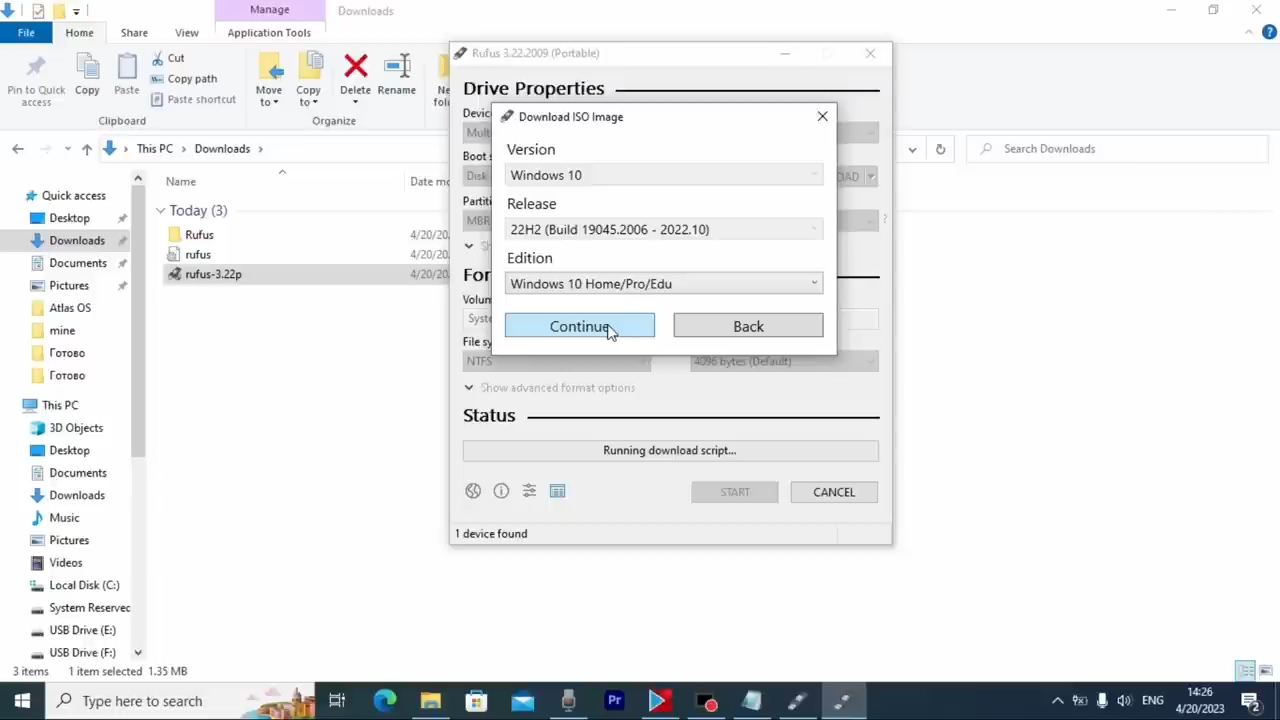 Manage
Downloads
File
Home
Share
View
Application Tools
Pin to Quick access
Copy
Paste
Cut
Copy path
Paste shortcut
Clipboard
Move to
Copy to
Delete
Rename
Organize
This PC
Downloads
Search Downloads
Quick access
Desktop
Downloads
Documents
Pictures
Atlas OS
mine
Готово
Готово
This PC
3D Objects
Desktop
Documents
Downloads
Music
Pictures
Videos
Local Disk (C:)
System Reserved
USB Drive (E:)
USB Drive (F:)
Name
Today (3)
Rufus
4/20/20
rufus
4/20/20
rufus-3.22p
4/20/20
Rufus 3.22.2009 (Portable)
Drive Properties
Boot s
MBR
Download ISO Image
Version
Windows 10
Release
22H2 (Build 19045.2006 - 2022.10)
Edition
Windows 10 Home/Pro/Edu
Continue
Back
File sy
NTFS
4096 bytes (Default)
Show advanced format options
Status
Running download script...
START
CANCEL
1 device found
3 items
1 item selected 1.35 MB
Type here to search
Pr
ENG
14:26
4/20/2023
2